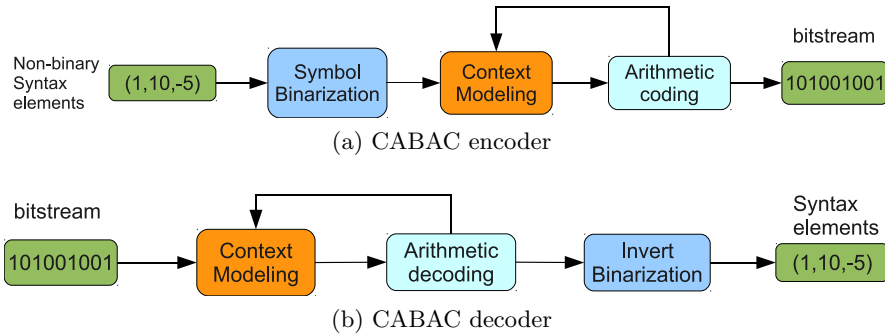 bitstream
Non-binary
Syntax
elements
(1,10,-5)
Symbol
Binarization
Context
Modeling
Arithmetic
coding
101001001
(a) CABAC encoder
bitstream
101001001
Context
Modeling
Arithmetic
decoding
Invert
Binarization
Syntax
elements
(1,10,-5)
(b) CABAC decoder